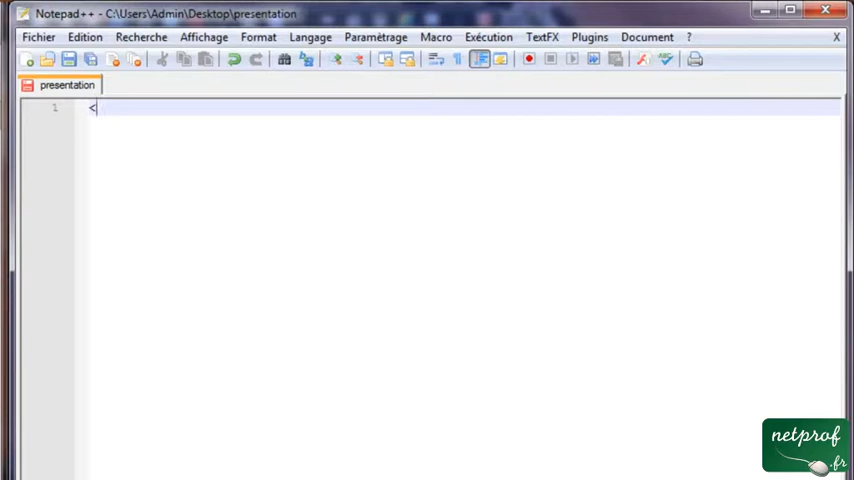 Notepad++ - C:\Users\Admin\Desktop\presentation
Fichier Edition Recherche Affichage Format Langage Paramètrage Macro Exécution TextFX Plugins Document ? X
presentation
1 <
netprof
.fr